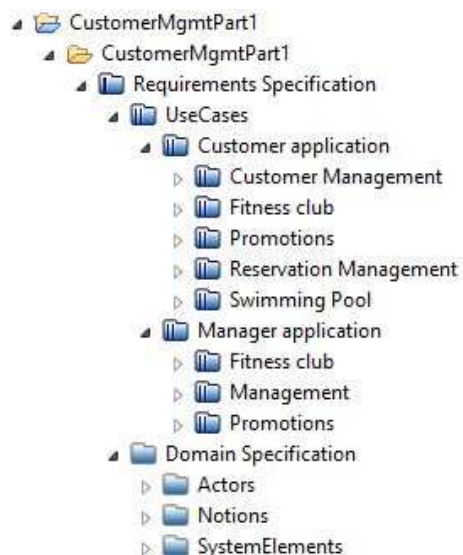 CustomerMgmtPart1
CustomerMgmtPart1
Requirements Specification
UseCases
Customer application
Customer Management
Fitness club
Promotions
Reservation Management
Swimming Pool
Manager application
Fitness club
Management
Promotions
Domain Specification
Actors
Notions
SystemElements